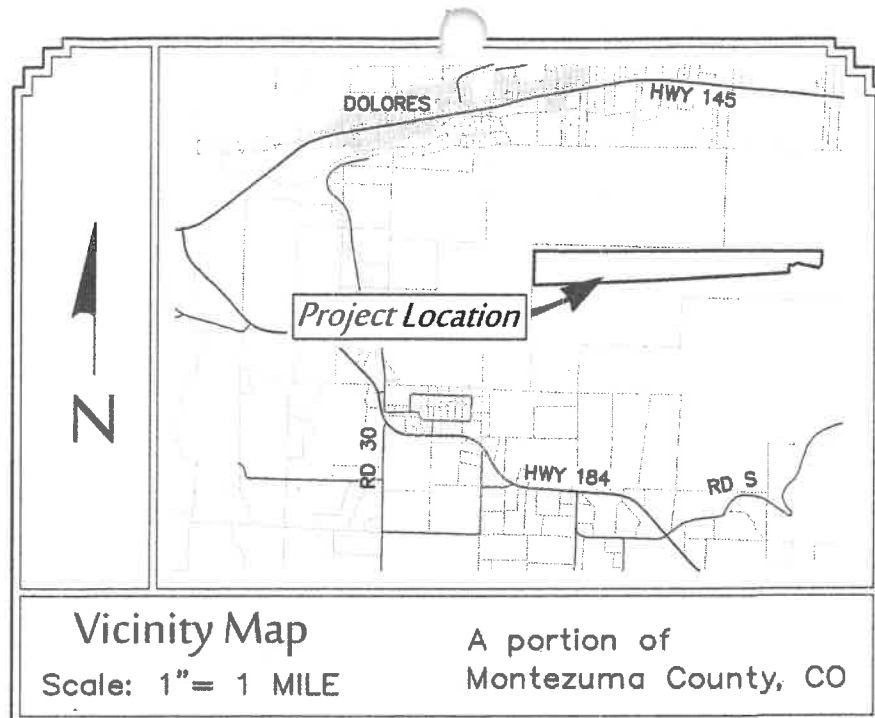 DOLORES
HWY 145
Project Location
N
RD 30
HWY 184
RD S
Vicinity Map
Scale: 1"= 1 MILE
A portion of
Montezuma County, CO